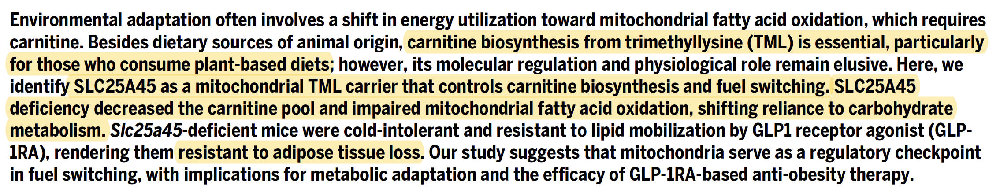 Environmental adaptation often involves a shift in energy utilization toward mitochondrial fatty acid oxidation, which requires
carnitine. Besides dietary sources of animal origin, carnitine biosynthesis from trimethyllysine (TML) is essential, particularly
for those who consume plant-based diets; however, its molecular regulation and physiological role remain elusive. Here, we
identify SLC25A45 as a mitochondrial TML carrier that controls carnitine biosynthesis and fuel switching. SLC25A45
deficiency decreased the carnitine pool and impaired mitochondrial fatty acid oxidation, shifting reliance to carbohydrate
metabolism. Slc25a45-deficient mice were cold-intolerant and resistant to lipid mobilization by GLP1 receptor agonist (GLP-
1RA), rendering them resistant to adipose tissue loss. Our study suggests that mitochondria serve as a regulatory checkpoint
in fuel switching, with implications for metabolic adaptation and the efficacy of GLP-1RA-based anti-obesity therapy.